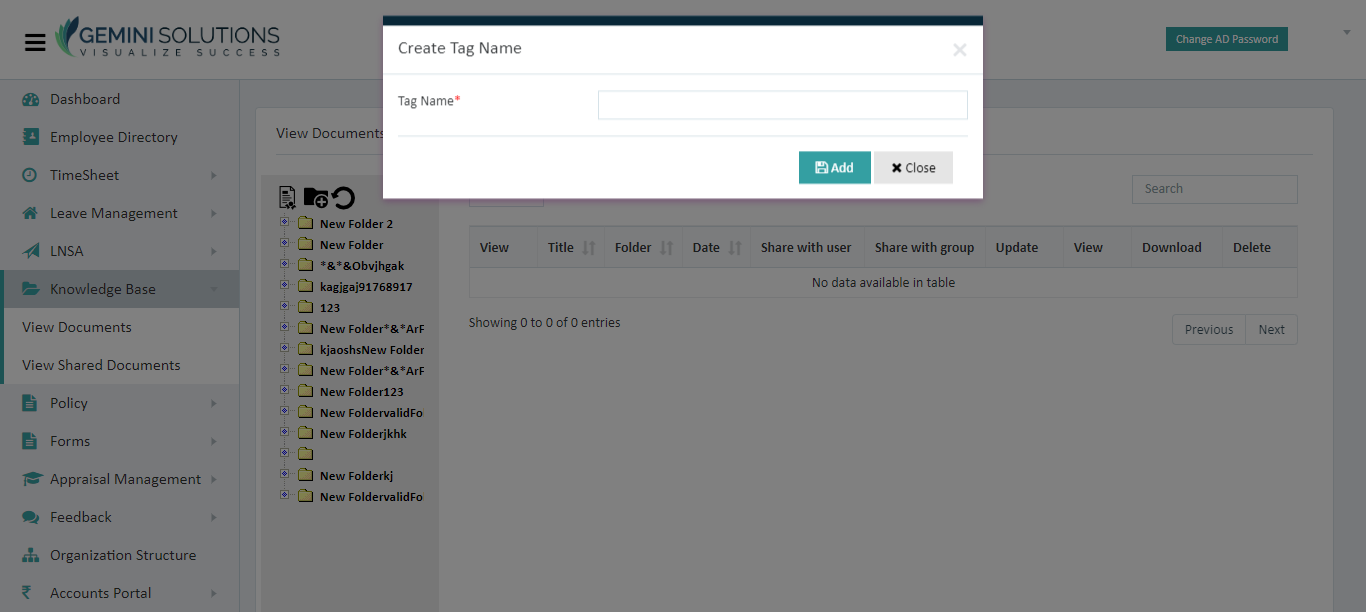 GEMINI SOLUTIONS
VISUALIZE SUCCESS
Change AD Password
Create Tag Name
×
Tag Name*
Add
Close
Dashboard
Employee Directory
TimeSheet
Leave Management
LNSA
Knowledge Base
View Documents
View Shared Documents
Policy
Forms
Appraisal Management
Feedback
Organization Structure
Accounts Portal
View Documents
New Folder 2
New Folder
*&*&Obvjhgak
kagjgaj91768917
123
New Folder*&*ArF
kjaoshsNew Folder
New Folder*&*ArF
New Folder123
New FoldervalidFo
New Folderjkhk
New Folderkj
New FoldervalidFo
Search
View Title Folder Date Share with user Share with group Update View Download Delete
No data available in table
Showing 0 to 0 of 0 entries
Previous Next